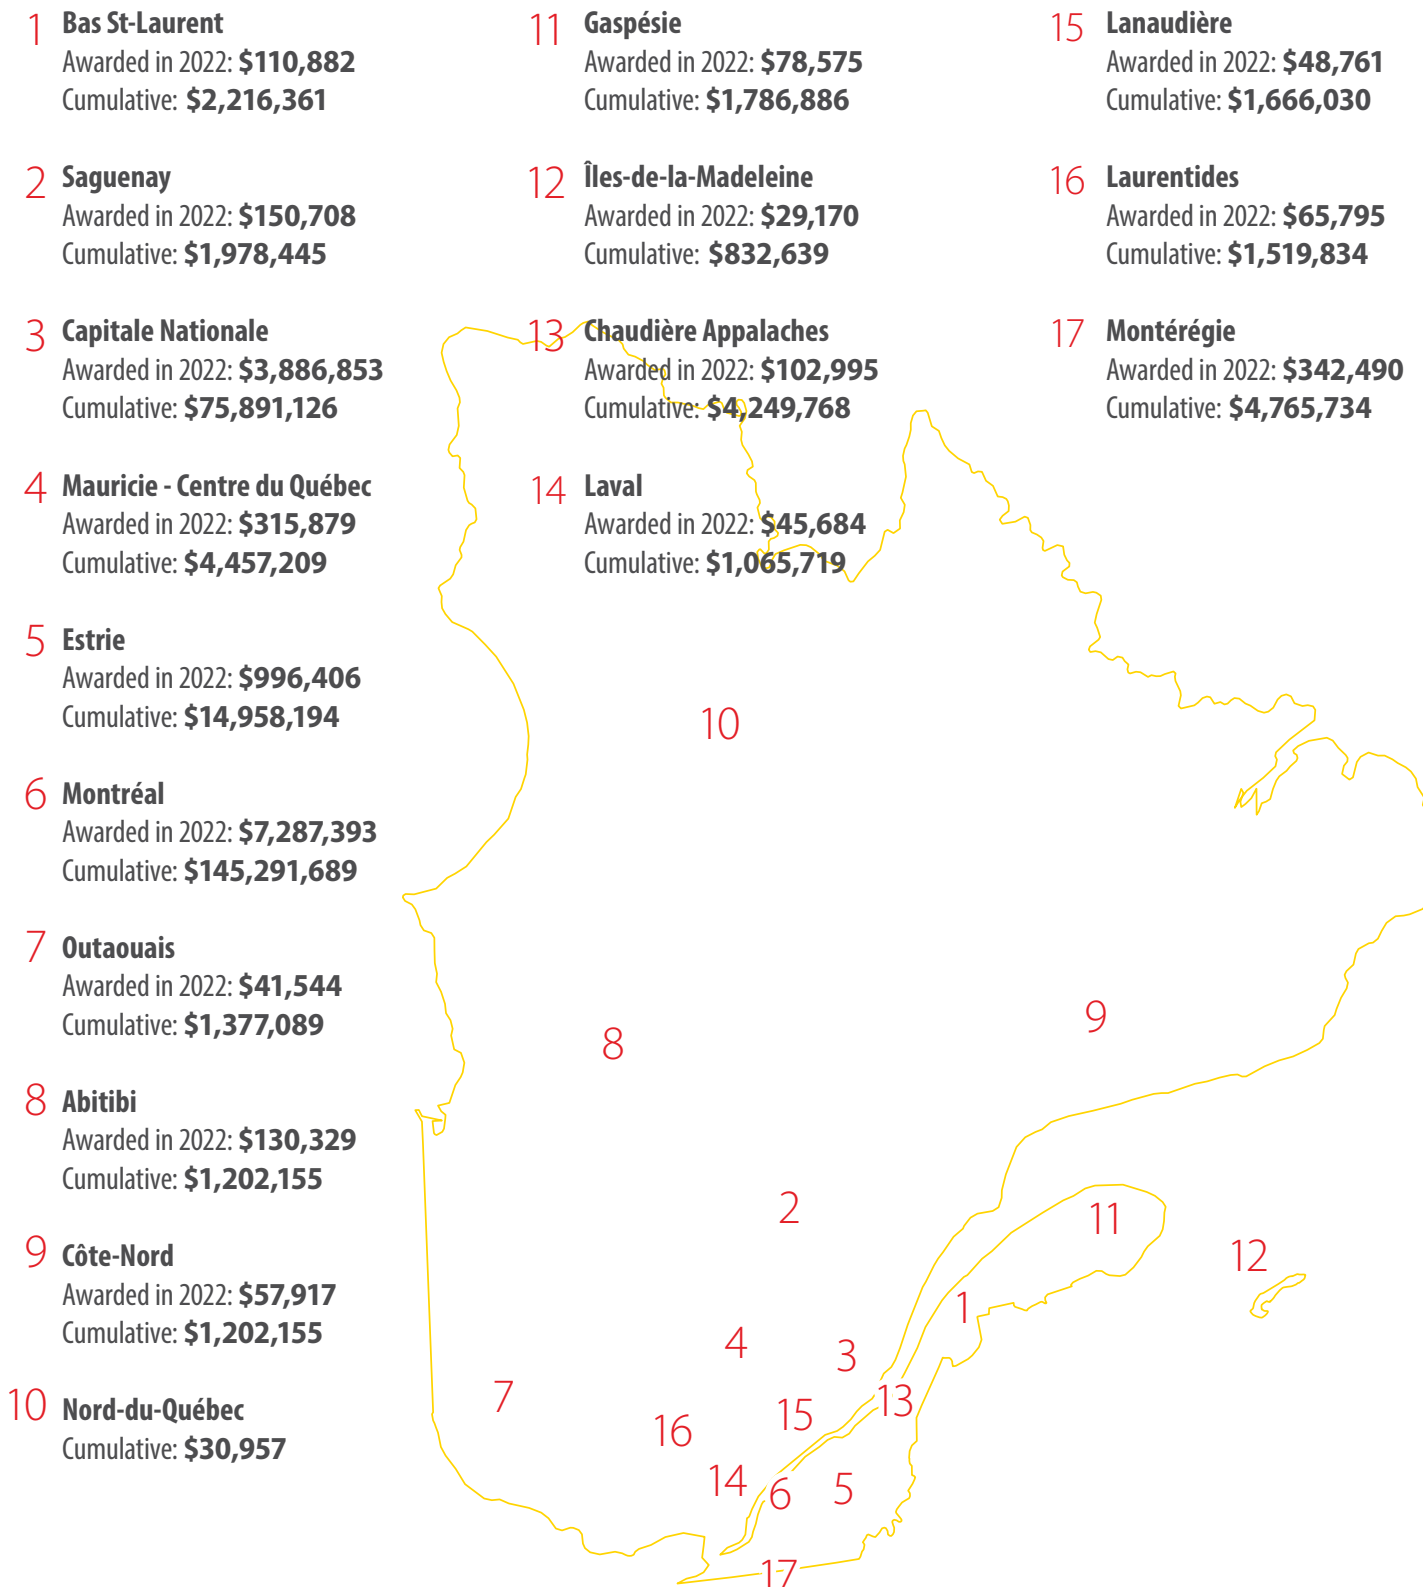 1 Bas St-Laurent
Awarded in 2022: $110,882
Cumulative: $2,216,361
2 Saguenay
Awarded in 2022: $150,708
Cumulative: $1,978,445
3 Capitale Nationale
Awarded in 2022: $3,886,853
Cumulative: $75,891,126
4 Mauricie - Centre du Québec
Awarded in 2022: $315,879
Cumulative: $4,457,209
5 Estrie
Awarded in 2022: $996,406
Cumulative: $14,958,194
6 Montréal
Awarded in 2022: $7,287,393
Cumulative: $145,291,689
7 Outaouais
Awarded in 2022: $41,544
Cumulative: $1,377,089
8 Abitibi
Awarded in 2022: $130,329
Cumulative: $1,202,155
9 Côte-Nord
Awarded in 2022: $57,917
Cumulative: $1,202,155
10 Nord-du-Québec
Cumulative: $30,957
11 Gaspésie
Awarded in 2022: $78,575
Cumulative: $1,786,886
12 Îles-de-la-Madeleine
Awarded in 2022: $29,170
Cumulative: $832,639
13 Chaudière Appalaches
Awarded in 2022: $102,995
Cumulative: $4,249,768
14 Laval
Awarded in 2022: $45,684
Cumulative: $1,065,719
15 Lanaudière
Awarded in 2022: $48,761
Cumulative: $1,666,030
16 Laurentides
Awarded in 2022: $65,795
Cumulative: $1,519,834
17 Montérégie
Awarded in 2022: $342,490
Cumulative: $4,765,734
10
9
8
2
11
12
1
4
3
7
13
15
16
14
6
5
17